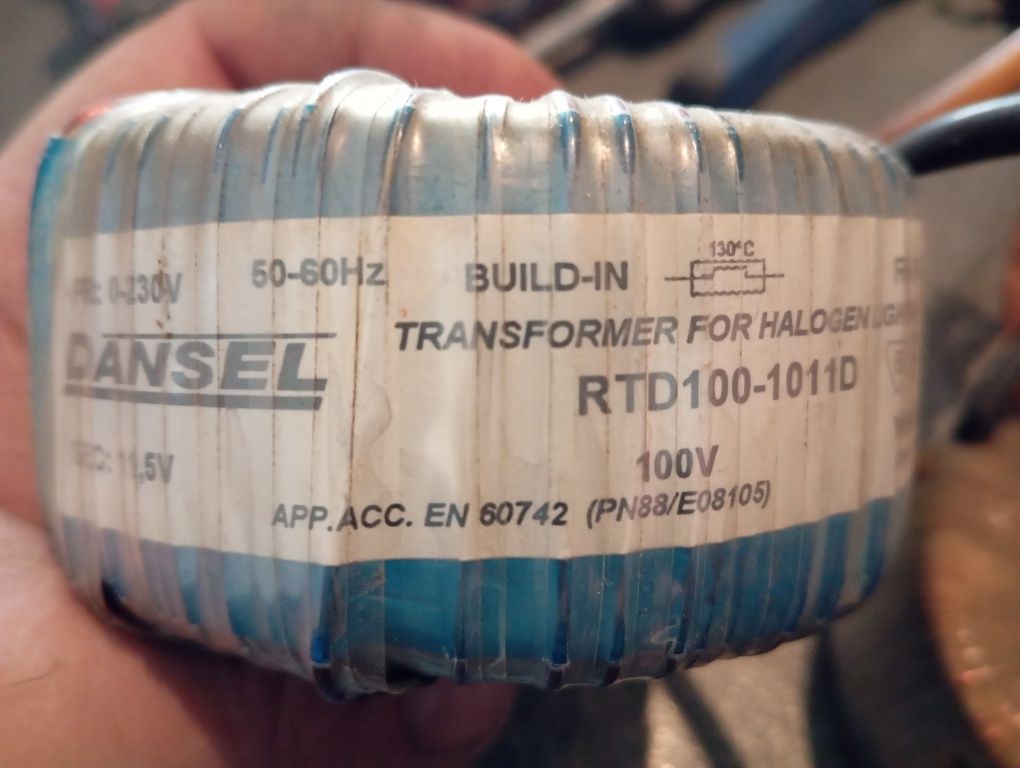 PRI: 0-230V 50-60Hz BUILD-IN 130°C
TRANSFORMER FOR HALOGEN
DANSEL RTD100-1011D
SEC: 11,5V 100V
APP.ACC. EN 60742 (PN88/E08105)